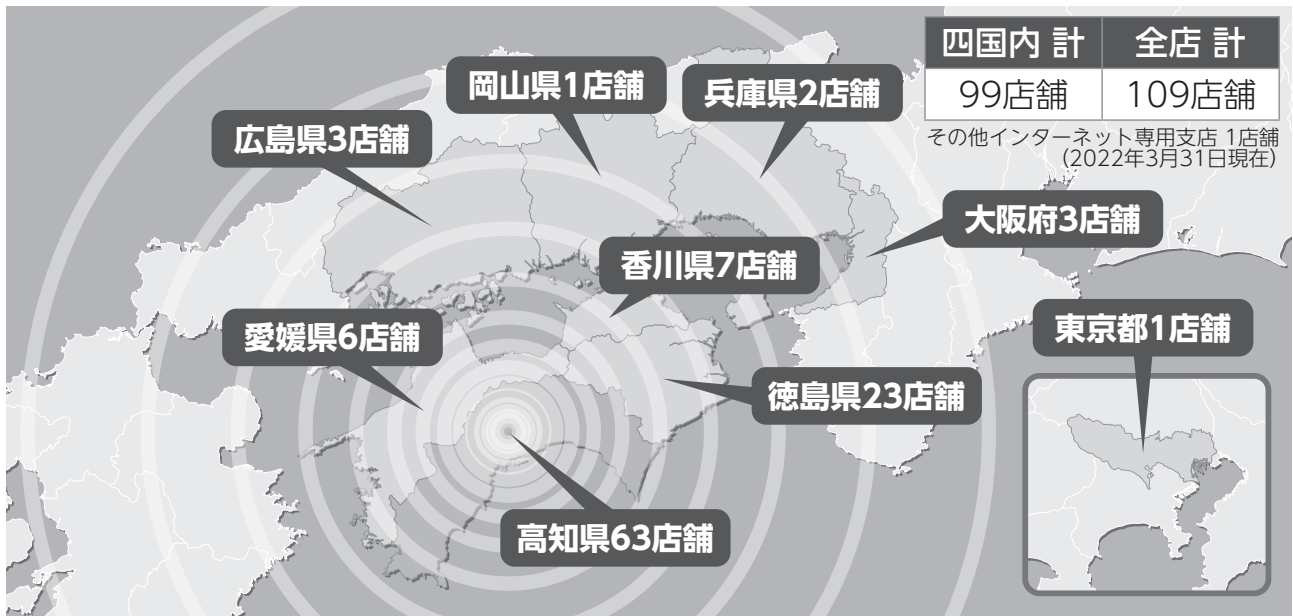 四国内 計 全店 計
99店舗 109店舗
その他インターネット専用支店 1店舗
(2022年3月31日現在)
岡山県1店舗
兵庫県2店舗
広島県3店舗
大阪府3店舗
香川県7店舗
愛媛県6店舗
東京都1店舗
徳島県23店舗
高知県63店舗